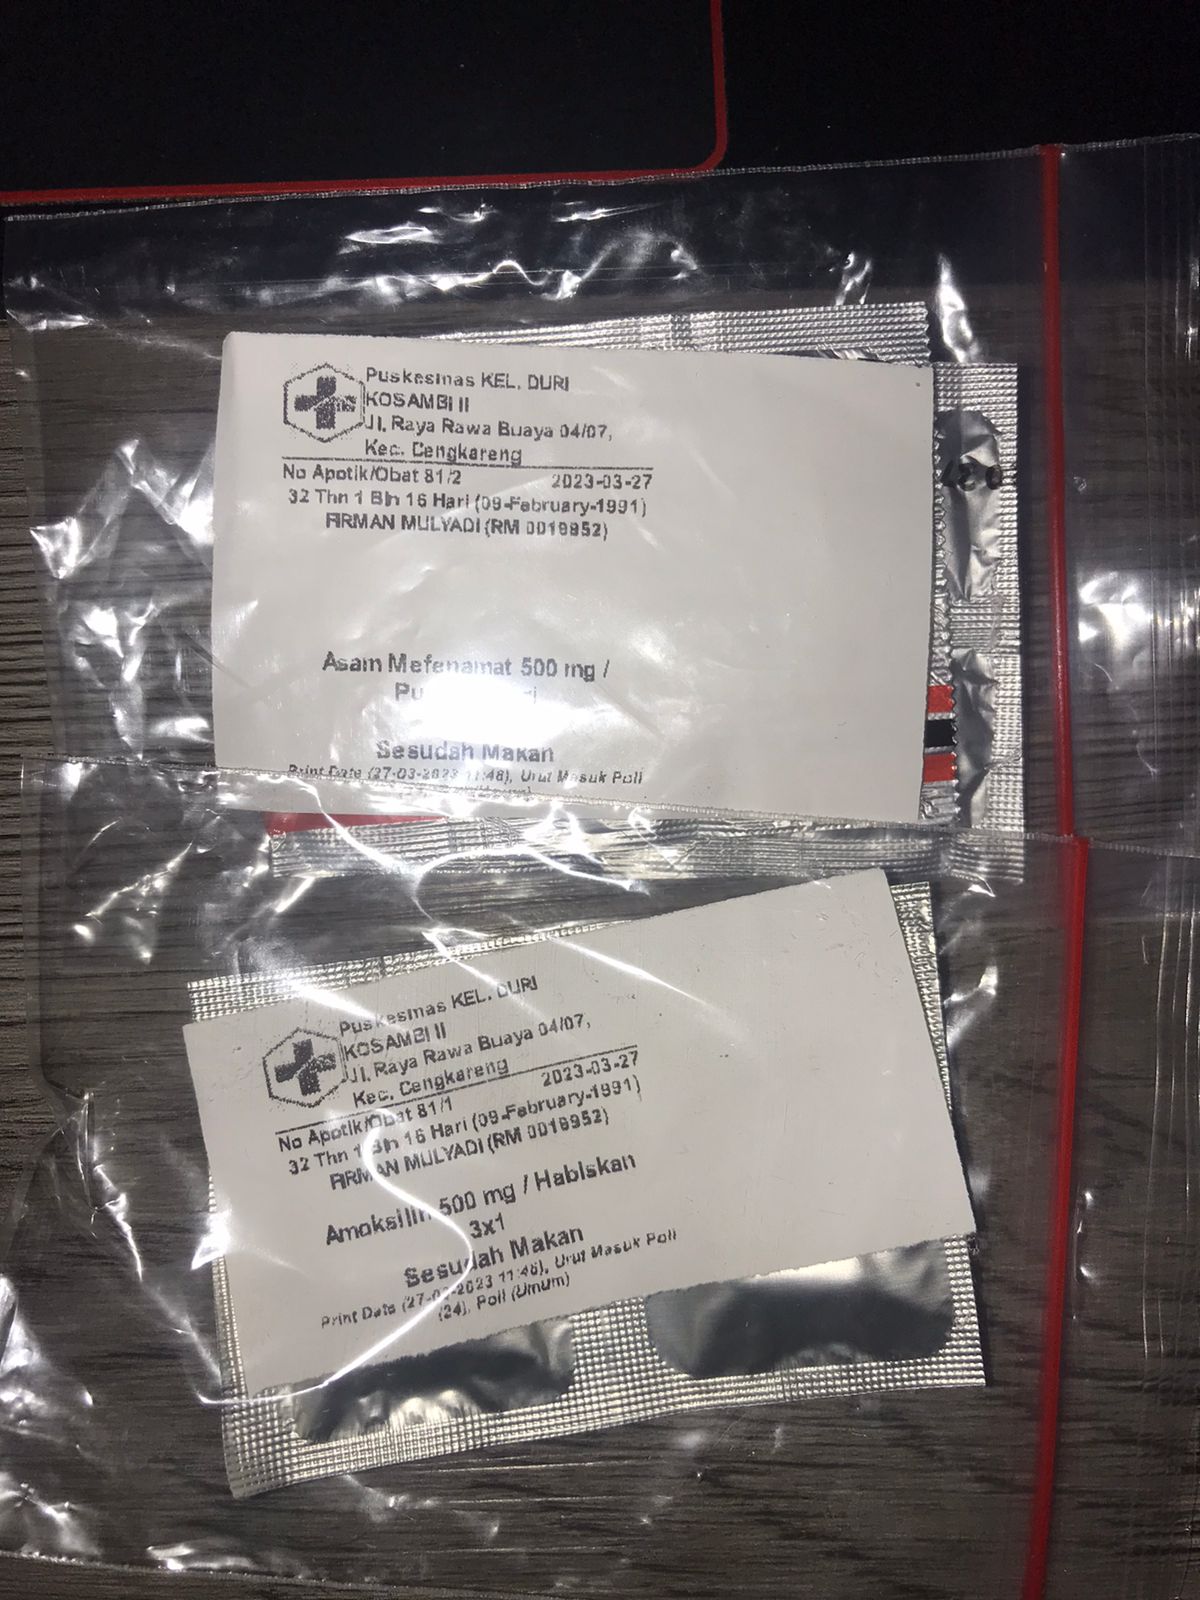 Puskesmas KEL. DURI
KOSAMBI II
Jl. Raya Rawa Buaya 04/07,
Kec. Cengkareng
No Apotik/Obat 81/2 2023-03-27
32 Thn 1 Bln 16 Hari (09-February-1991)
FIRMAN MULYADI (RM 0019952)
Asam Mefenamat 500 mg /
Sesudah Makan
Print Date (27-03-2023 11:46), Urut Masuk Poli
Puskesmas KEL. DURI
KOSAMBI II
Jl. Raya Rawa Buaya 04/07,
Kec. Cengkareng
2023-03-27
No Apotik/Obat 81/1
32 Thn 1 Bln 16 Hari (09-February-1991)
FIRMAN MULYADI (RM 0019952)
Amoksilin 500 mg / Habiskan
3x1
Sesudah Makan
Print Date (27-03-2023 11:46), Urut Masuk Poli
(24), Poli (Umum)